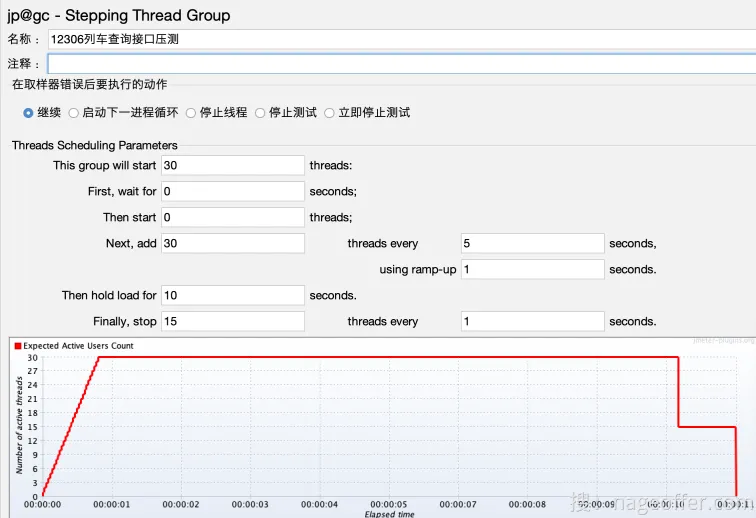 jp@gc - Stepping Thread Group
名称： 12306列车查询接口压测
注释：
在取样器错误后要执行的动作
继续 启动下一进程循环 停止线程 停止测试 立即停止测试
Threads Scheduling Parameters
This group will start 30 threads:
First, wait for 0 seconds;
Then start 0 threads;
Next, add 30 threads every 5 seconds,
using ramp-up 1 seconds.
Then hold load for 10 seconds.
Finally, stop 15 threads every 1 seconds.
Expected Active Users Count
jmeter-plugins.org
30
27
24
21
18
15
12
9
6
3
0
Number of active threads
00:00:00 00:00:01 00:00:02 00:00:03 00:00:04 00:00:05 00:00:06 00:00:07 00:00:08 00:00:09 00:00:10 00:00:11
Elapsed time
搜：nageoffer.com